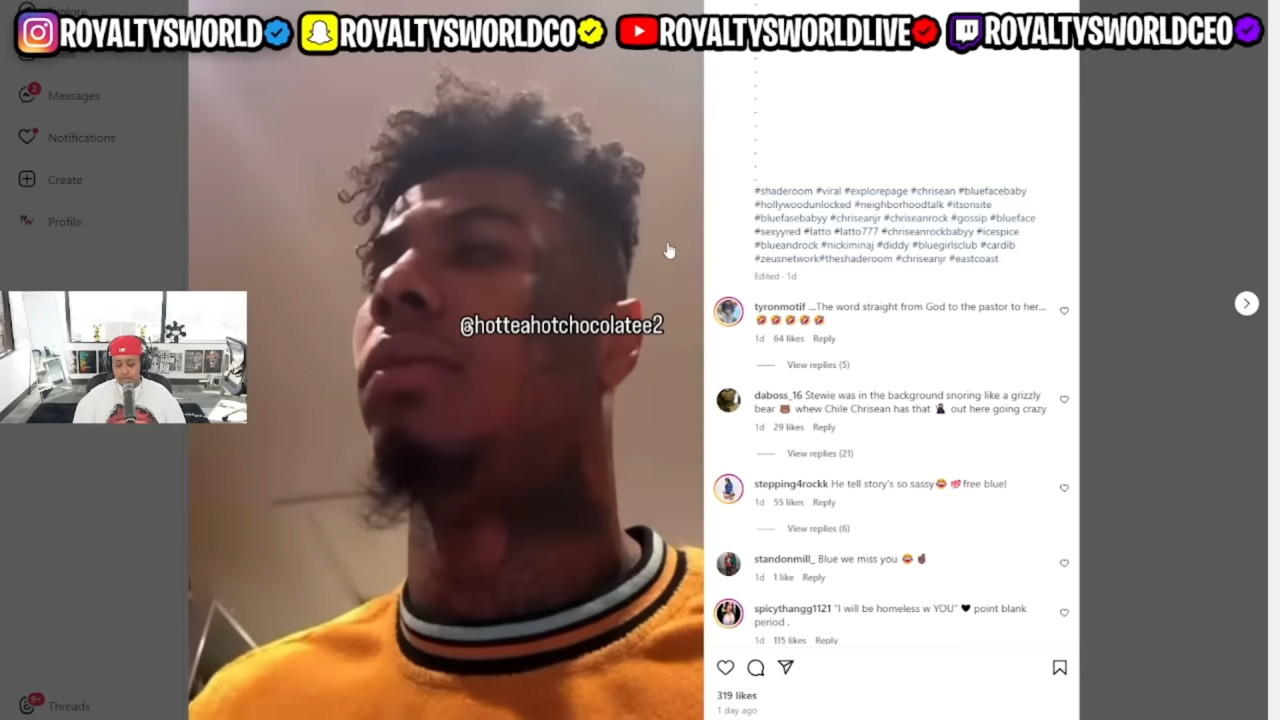 ROYALTYSWORLD ROYALTYSWORLDCO ROYALTYSWORLDLIVE ROYALTYSWORLDCEO
2
Messages
Notifications
Create
Profile
9+
Threads
@hotteahotchocolatee2
.
.
.
.
.
.
.
.
.
.
#shaderoom #viral #explorepage #chrisean #bluefacebaby
#hollywoodunlocked #neighborhoodtalk #itsonsite
#bluefasebabyy #chriseanjr #chriseanrock #gossip #blueface
#sexyyred #latto #latto777 #chriseanrockbabyy #icespice
#blueandrock #nickiminaj #diddy #bluegirlsclub #cardib
#zeusnetwork#theshaderoom #chriseanjr #eastcoast
Edited · 1d
tyronmotif ...The word straight from God to the pastor to her...
🤣 🤣 🤣 🤣 🤣
1d 64 likes Reply
View replies (5)
daboss_16 Stewie was in the background snoring like a grizzly
bear 🐻 whew Chile Chrisean has that out here going crazy
1d 29 likes Reply
View replies (21)
stepping4rockk He tell story's so sassy😂 💯free blue!
1d 55 likes Reply
View replies (6)
standonmill_ Blue we miss you 😂
1d 1 like Reply
spicythangg1121 "I will be homeless w YOU" 🖤 point blank
period .
1d 115 likes Reply
319 likes
1 day ago